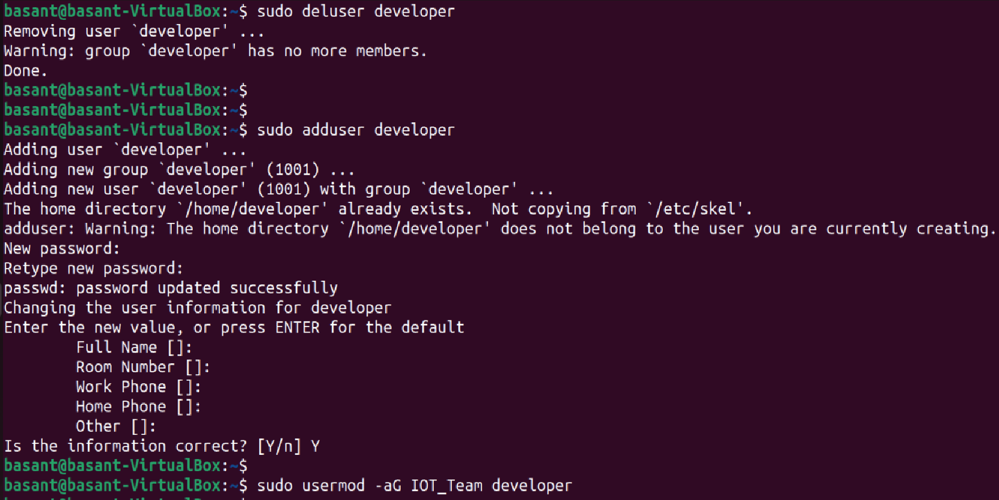 basant@basant-VirtualBox:~$ sudo deluser developer
Removing user `developer' ...
Warning: group `developer' has no more members.
Done.
basant@basant-VirtualBox:~$
basant@basant-VirtualBox:~$
basant@basant-VirtualBox:~$ sudo adduser developer
Adding user `developer' ...
Adding new group `developer' (1001) ...
Adding new user `developer' (1001) with group `developer' ...
The home directory `/home/developer' already exists.  Not copying from `/etc/skel'.
adduser: Warning: The home directory `/home/developer' does not belong to the user you are currently creating.
New password:
Retype new password:
passwd: password updated successfully
Changing the user information for developer
Enter the new value, or press ENTER for the default
        Full Name []:
        Room Number []:
        Work Phone []:
        Home Phone []:
        Other []:
Is the information correct? [Y/n] Y
basant@basant-VirtualBox:~$
basant@basant-VirtualBox:~$ sudo usermod -aG IOT_Team developer